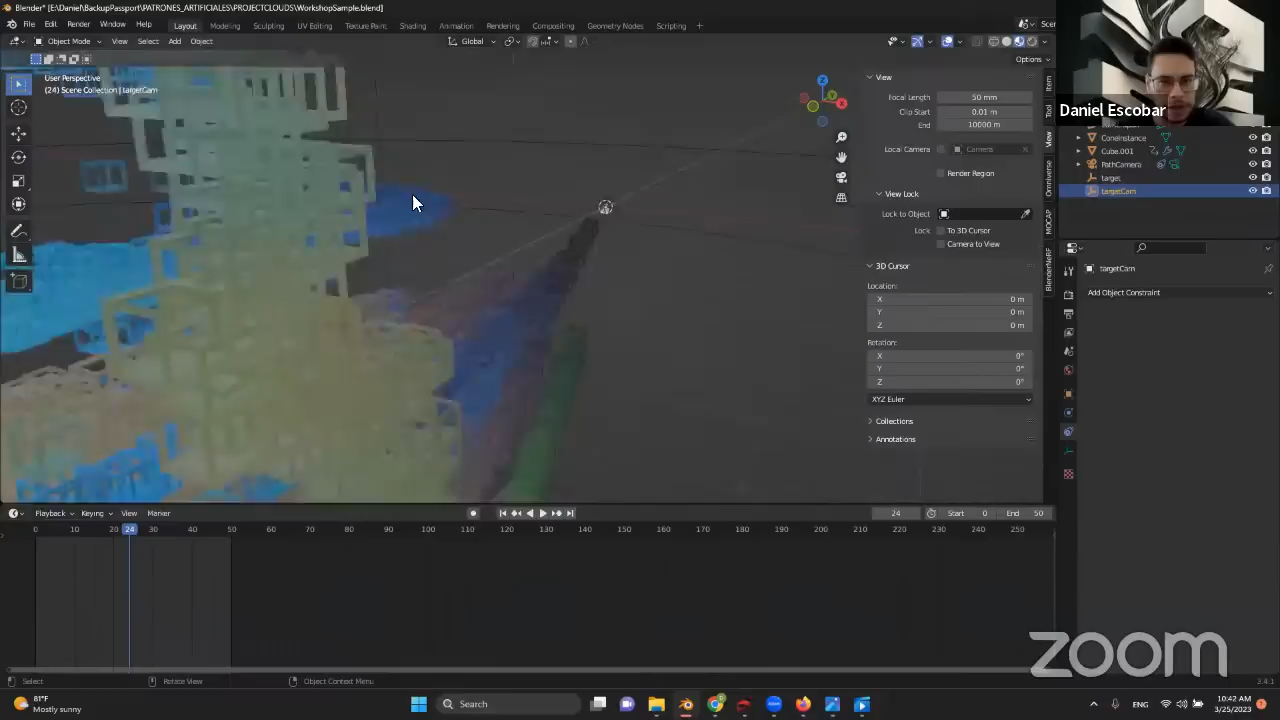 Blender* [E:\Daniel\BackupPassport\PATRONES_ARTIFICIALES\PROJECTCLOUDS\WorkshopSample.blend]
File Edit Render Window Help Layout Modeling Sculpting UV Editing Texture Paint Shading Animation Rendering Compositing Geometry Nodes Scripting + Scen
Object Mode View Select Add Object Global
Options
User Perspective
(24) Scene Collection | targetCam
Z
Y
X
View
Focal Length 50 mm
Clip Start 0.01 m
End 10000 m
Local Camera Camera
Render Region
View Lock
Lock to Object
Lock To 3D Cursor
Camera to View
3D Cursor
Location:
X 0 m
Y 0 m
Z 0 m
Rotation:
X 0°
Y 0°
Z 0°
XYZ Euler
Collections
Annotations
Item
Tool
View
Omniverse
MOCAP
BlenderNeRF
Daniel Escobar
ConeInstance
Cube.001
PathCamera
target
targetCam
targetCam
Add Object Constraint
Playback Keying View Marker 24 Start 0 End 50
0 10 20 24 30 40 50 60 70 80 90 100 110 120 130 140 150 160 170 180 190 200 210 220 230 240 250
zoom
Select Rotate View Object Context Menu 3.4.1
81°F
Mostly sunny
Search
ENG
10:42 AM
3/25/2023